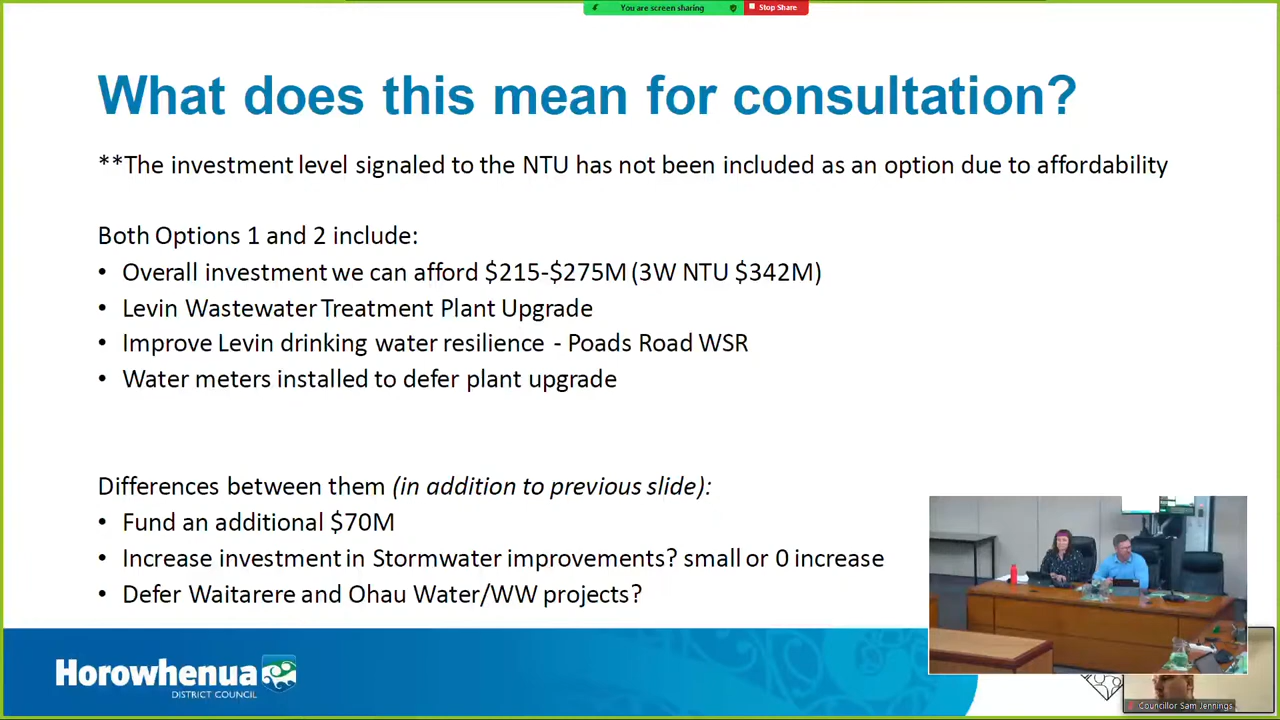 You are screen sharing
Stop Share
What does this mean for consultation?
**The investment level signaled to the NTU has not been included as an option due to affordability
Both Options 1 and 2 include:
• Overall investment we can afford $215-$275M (3W NTU $342M)
• Levin Wastewater Treatment Plant Upgrade
• Improve Levin drinking water resilience - Poads Road WSR
• Water meters installed to defer plant upgrade
Differences between them (in addition to previous slide):
• Fund an additional $70M
• Increase investment in Stormwater improvements? small or 0 increase
• Defer Waitarere and Ohau Water/WW projects?
Horowhenua
DISTRICT COUNCIL
Councillor Sam Jennings